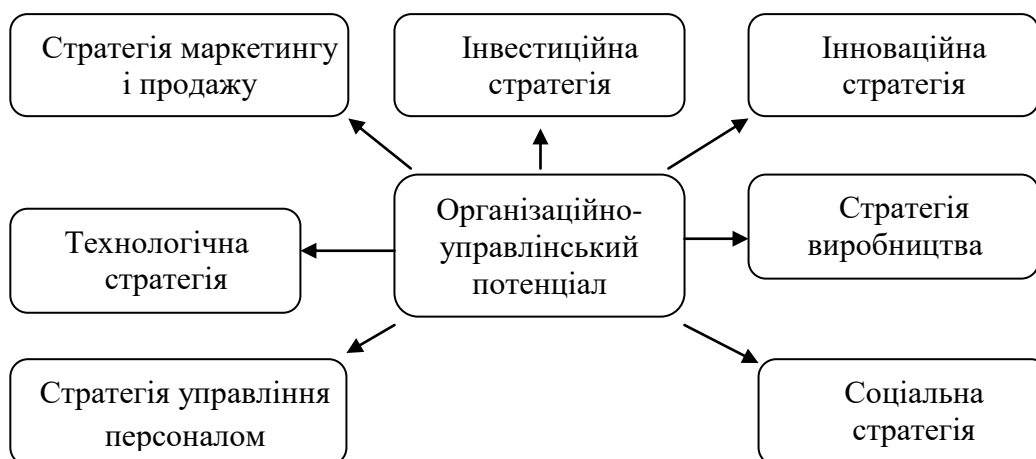 Стратегія маркетингу
і продажу
Інвестиційна
стратегія
Інноваційна
стратегія
Організаційно-
управлінський
потенціал
Технологічна
стратегія
Стратегія
виробництва
Стратегія управління
персоналом
Соціальна
стратегія